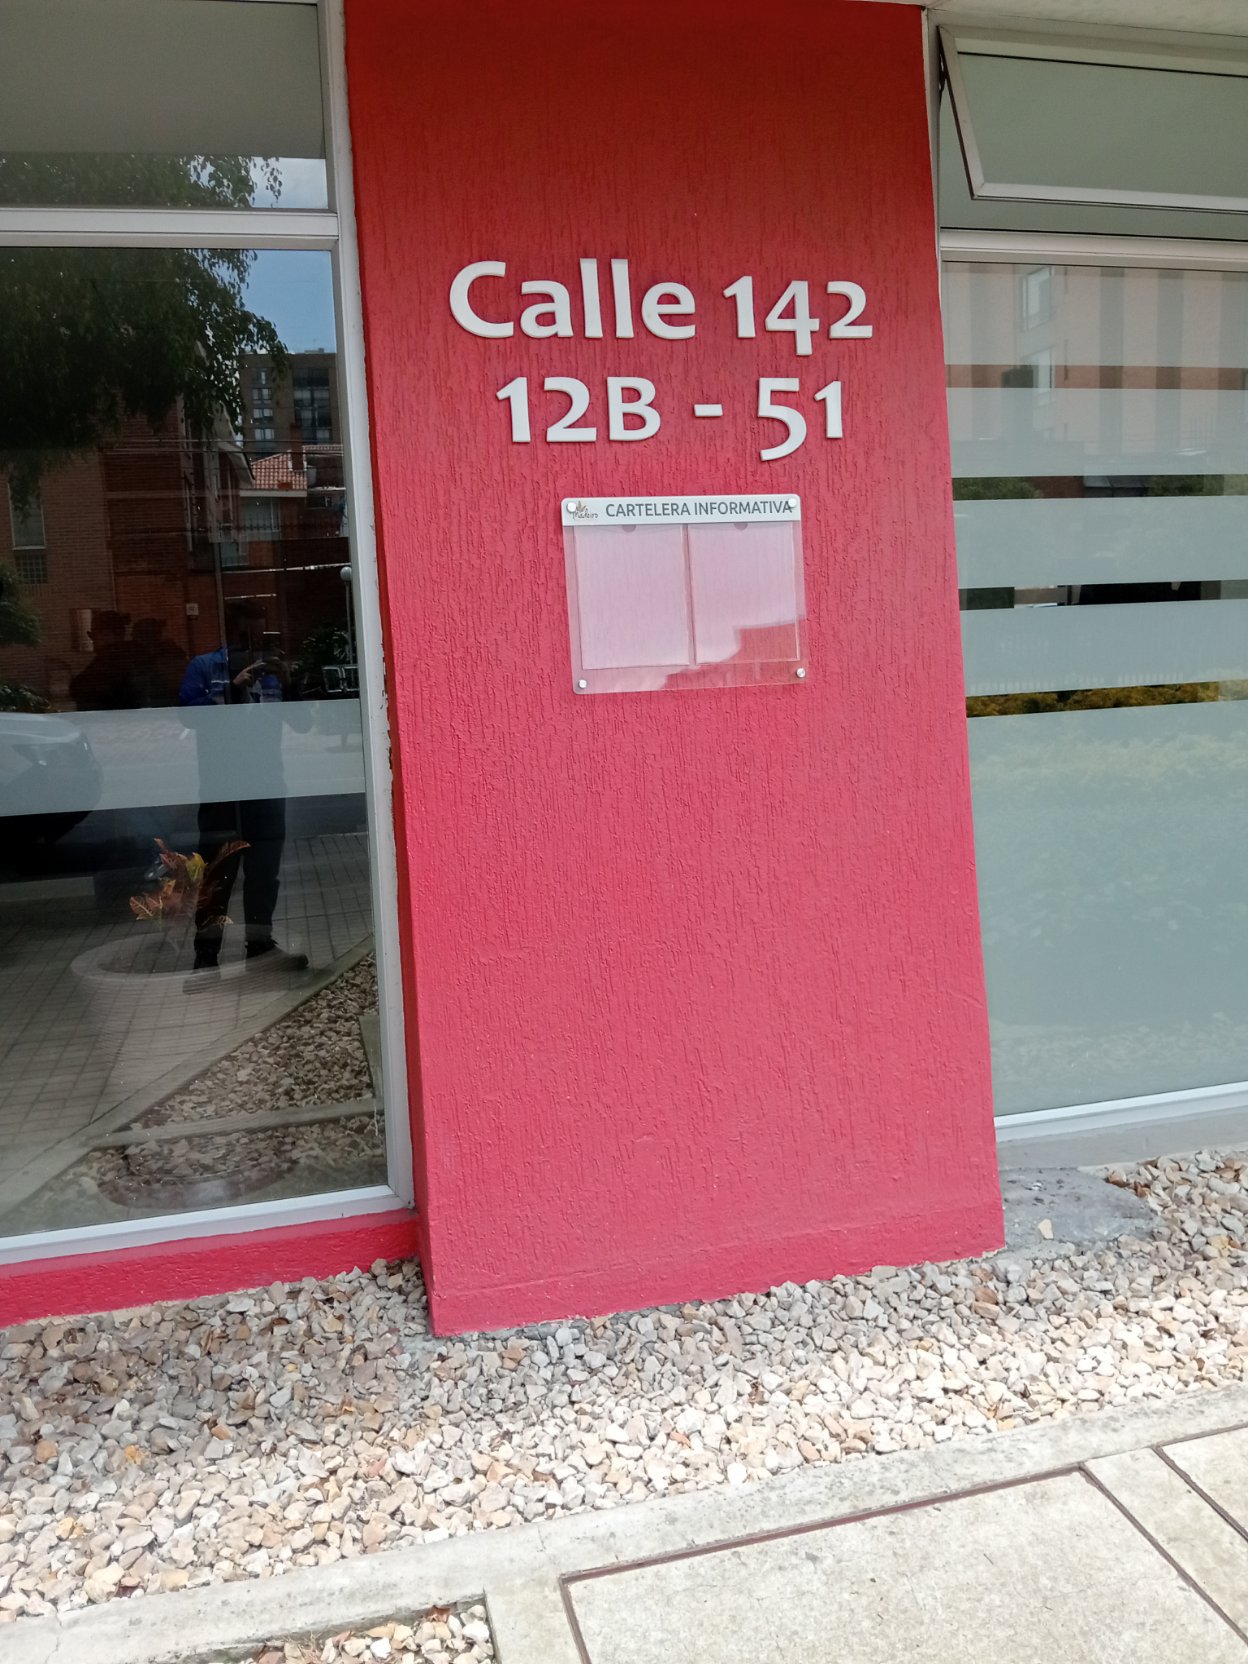 Calle 142
12B - 51
CARTELERA INFORMATIVA